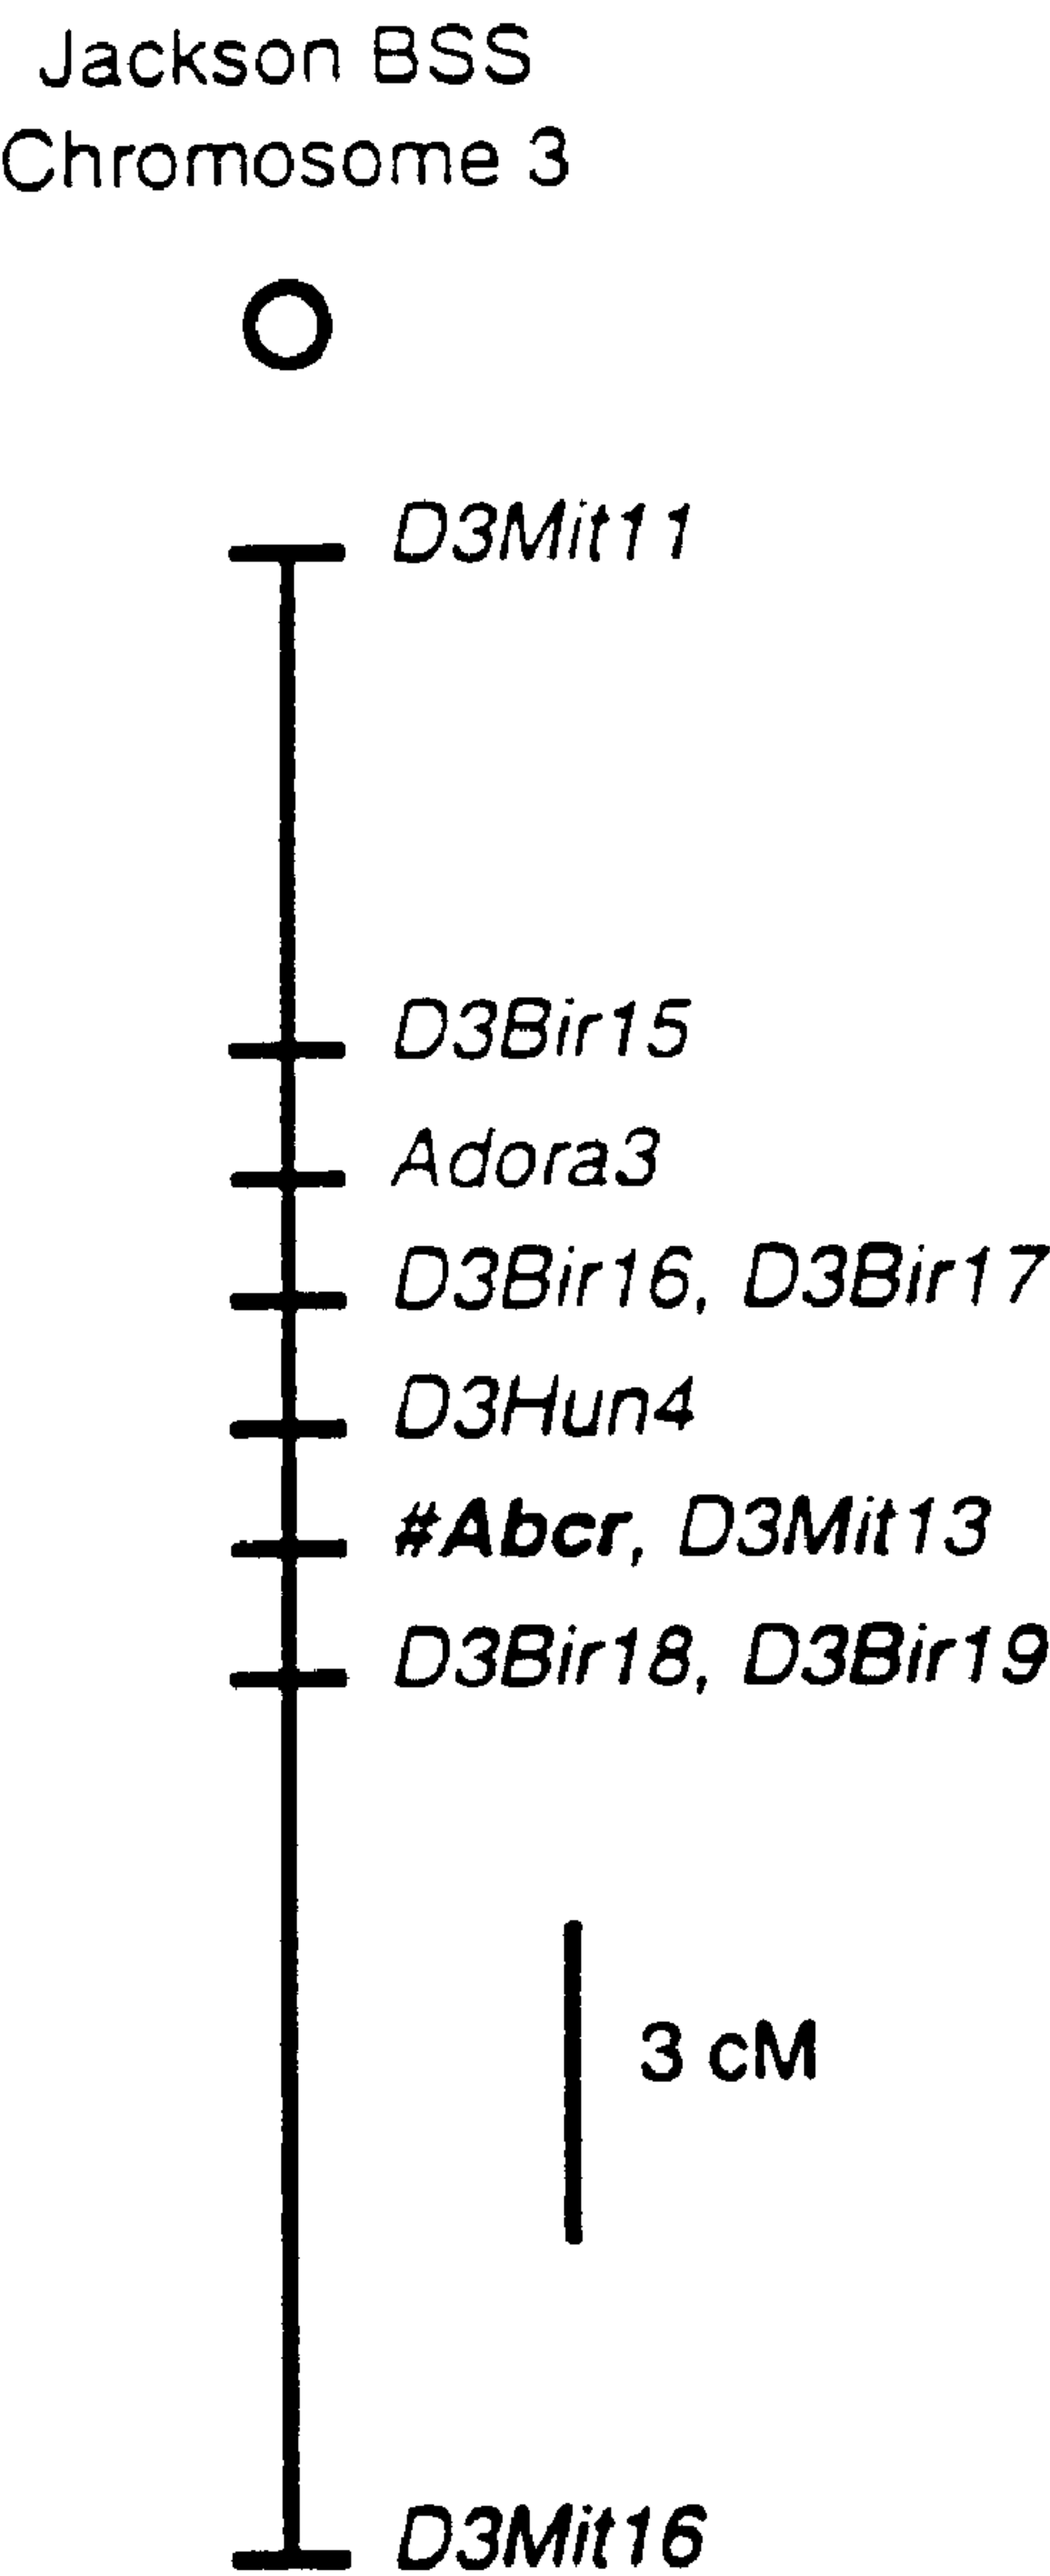 Jackson BSS
Chromosome 3
D3Mit11
D3Bir15
Adora3
D3Bir16, D3Bir17
D3Hun4
#Abcr, D3Mit13
D3Bir18, D3Bir19
3 cM
D3Mit16